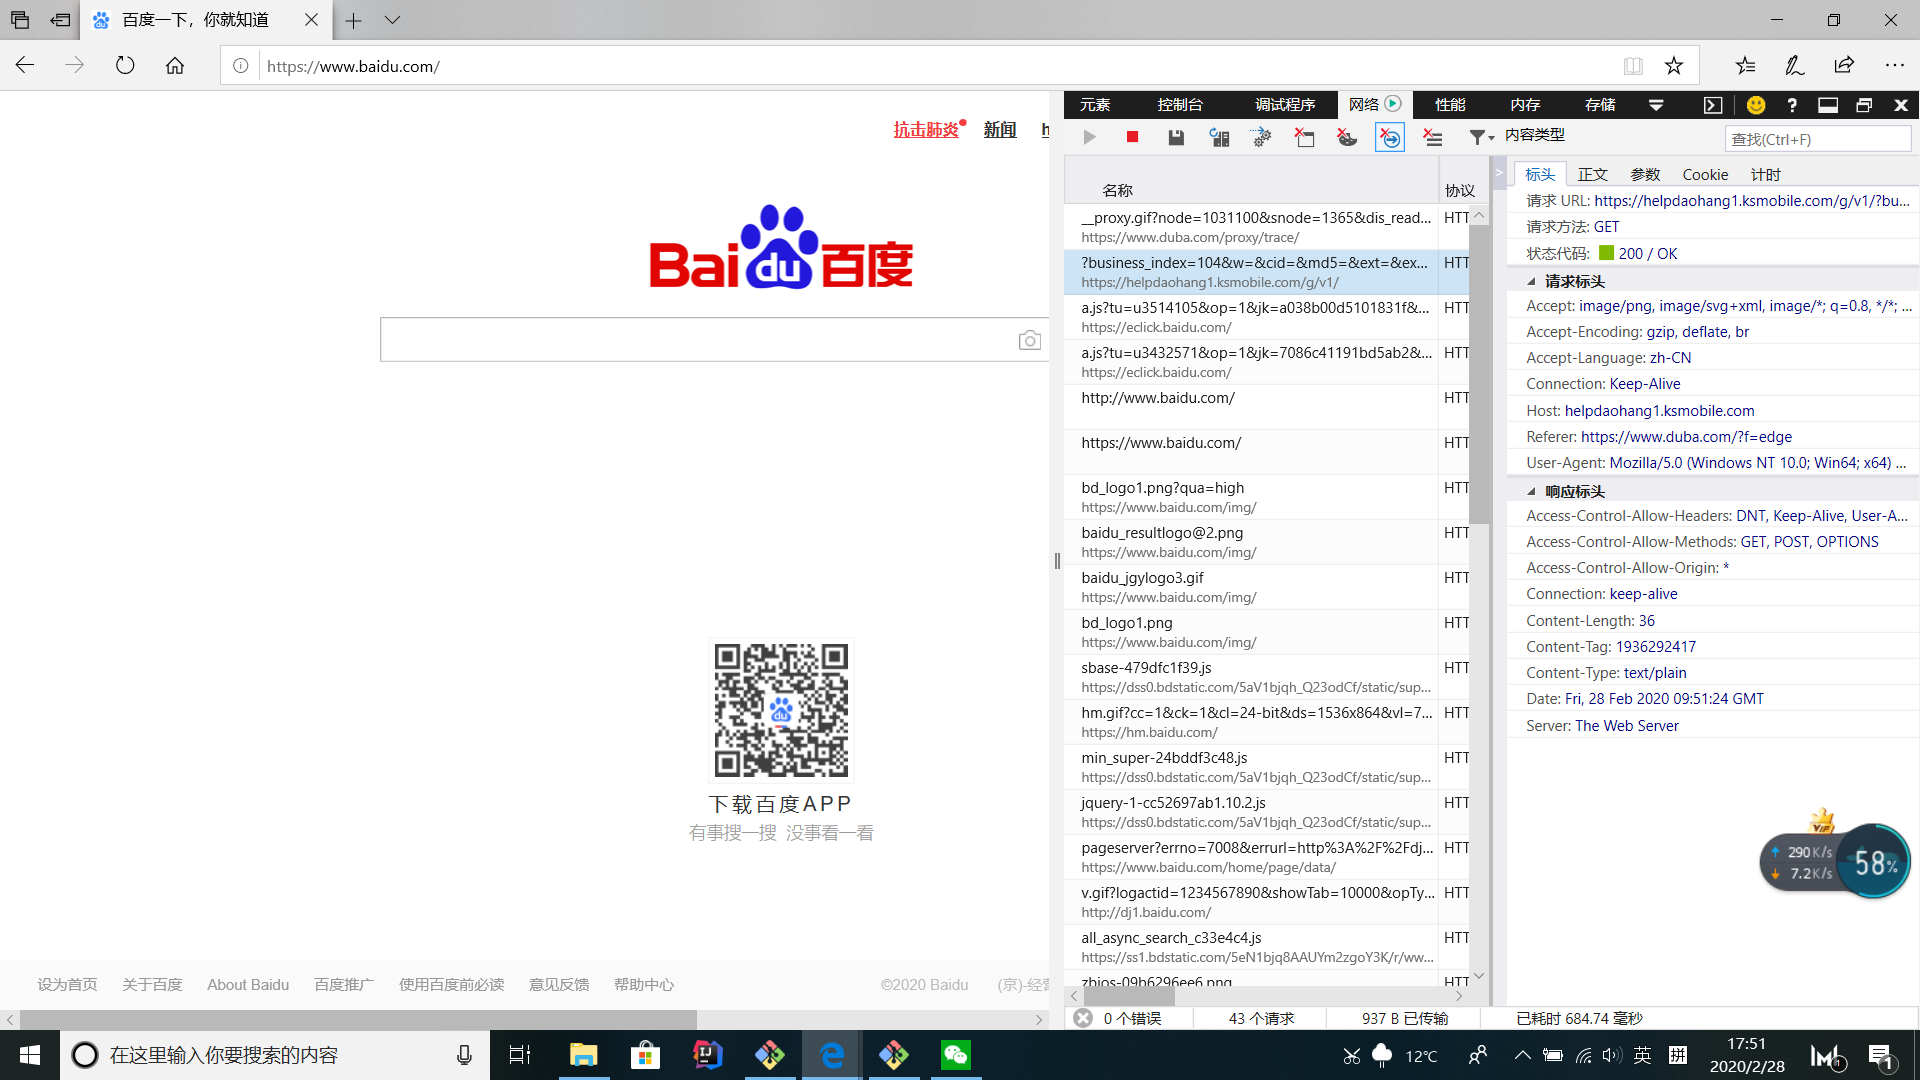 百度一下，你就知道
https://www.baidu.com/
抗击肺炎
新闻
Bai du 百度
du
下载百度APP
有事搜一搜 没事看一看
设为首页
关于百度
About Baidu
百度推广
使用百度前必读
意见反馈
帮助中心
©2020 Baidu
(京)-经营
元素
控制台
调试程序
网络
性能
内存
存储
?
内容类型
查找(Ctrl+F)
名称
协议
__proxy.gif?node=1031100&snode=1365&dis_read...
HTT
https://www.duba.com/proxy/trace/
?business_index=104&w=&cid=&md5=&ext=&ex...
HTT
https://helpdaohang1.ksmobile.com/g/v1/
a.js?tu=u3514105&op=1&jk=a038b00d5101831f&...
HTT
https://eclick.baidu.com/
a.js?tu=u3432571&op=1&jk=7086c41191bd5ab2&...
HTT
https://eclick.baidu.com/
http://www.baidu.com/
HTT
https://www.baidu.com/
HTT
bd_logo1.png?qua=high
HTT
https://www.baidu.com/img/
baidu_resultlogo@2.png
HTT
https://www.baidu.com/img/
baidu_jgylogo3.gif
HTT
https://www.baidu.com/img/
bd_logo1.png
HTT
https://www.baidu.com/img/
sbase-479dfc1f39.js
HTT
https://dss0.bdstatic.com/5aV1bjqh_Q23odCf/static/sup...
hm.gif?cc=1&ck=1&cl=24-bit&ds=1536x864&vl=7...
HTT
https://hm.baidu.com/
min_super-24bddf3c48.js
HTT
https://dss0.bdstatic.com/5aV1bjqh_Q23odCf/static/sup...
jquery-1-cc52697ab1.10.2.js
HTT
https://dss0.bdstatic.com/5aV1bjqh_Q23odCf/static/sup...
pageserver?errno=7008&errurl=http%3A%2F%2Fdj...
HTT
https://www.baidu.com/home/page/data/
v.gif?logactid=1234567890&showTab=10000&opTy...
HTT
http://dj1.baidu.com/
all_async_search_c33e4c4.js
HTT
https://ss1.bdstatic.com/5eN1bjq8AAUYm2zgoY3K/r/ww...
zbios-09b6296ee6.png
HTT
0 个错误
43 个请求
937 B 已传输
已耗时 684.74 毫秒
标头
正文
参数
Cookie
计时
请求 URL: https://helpdaohang1.ksmobile.com/g/v1/?bu...
请求方法: GET
状态代码: 200 / OK
请求标头
Accept: image/png, image/svg+xml, image/*; q=0.8, */*; ...
Accept-Encoding: gzip, deflate, br
Accept-Language: zh-CN
Connection: Keep-Alive
Host: helpdaohang1.ksmobile.com
Referer: https://www.duba.com/?f=edge
User-Agent: Mozilla/5.0 (Windows NT 10.0; Win64; x64) ...
响应标头
Access-Control-Allow-Headers: DNT, Keep-Alive, User-A...
Access-Control-Allow-Methods: GET, POST, OPTIONS
Access-Control-Allow-Origin: *
Connection: keep-alive
Content-Length: 36
Content-Tag: 1936292417
Content-Type: text/plain
Date: Fri, 28 Feb 2020 09:51:24 GMT
Server: The Web Server
VIP
290K/s
7.2K/s
58%
在这里输入你要搜索的内容
12°C
英
拼
17:51
2020/2/28
1
1